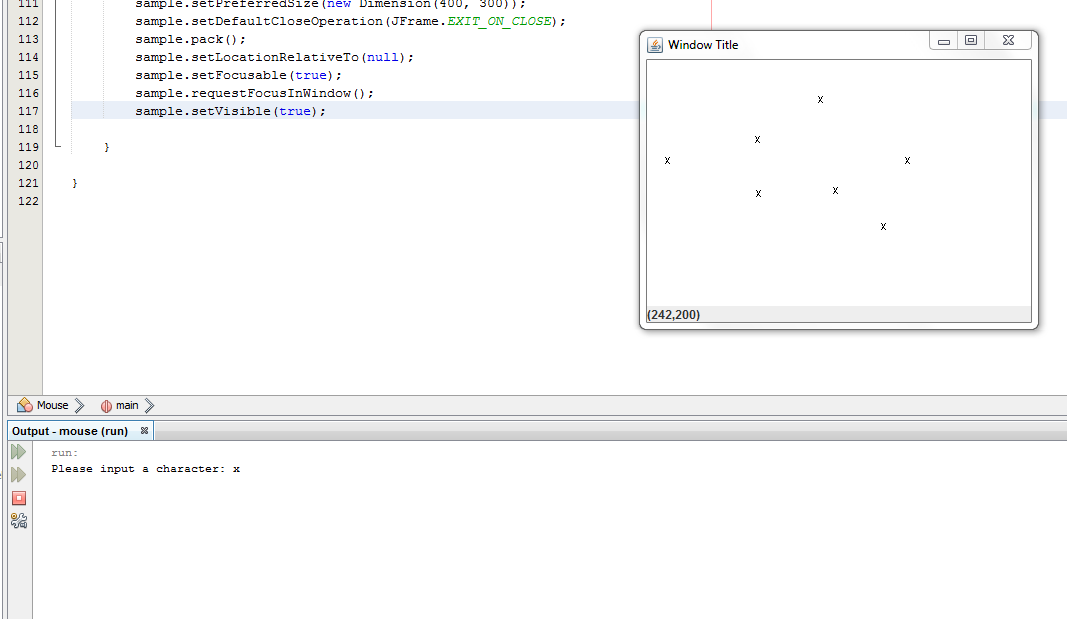 111 sample.setPreferredSize(new Dimension(400, 300));
112 sample.setDefaultCloseOperation(JFrame.EXIT_ON_CLOSE);
113 sample.pack();
114 sample.setLocationRelativeTo(null);
115 sample.setFocusable(true);
116 sample.requestFocusInWindow();
117 sample.setVisible(true);
118
119 }
120
121 }
122
Window Title
x
x
x x
x x
x
(242,200)
Mouse main
Output - mouse (run)
run:
Please input a character: x